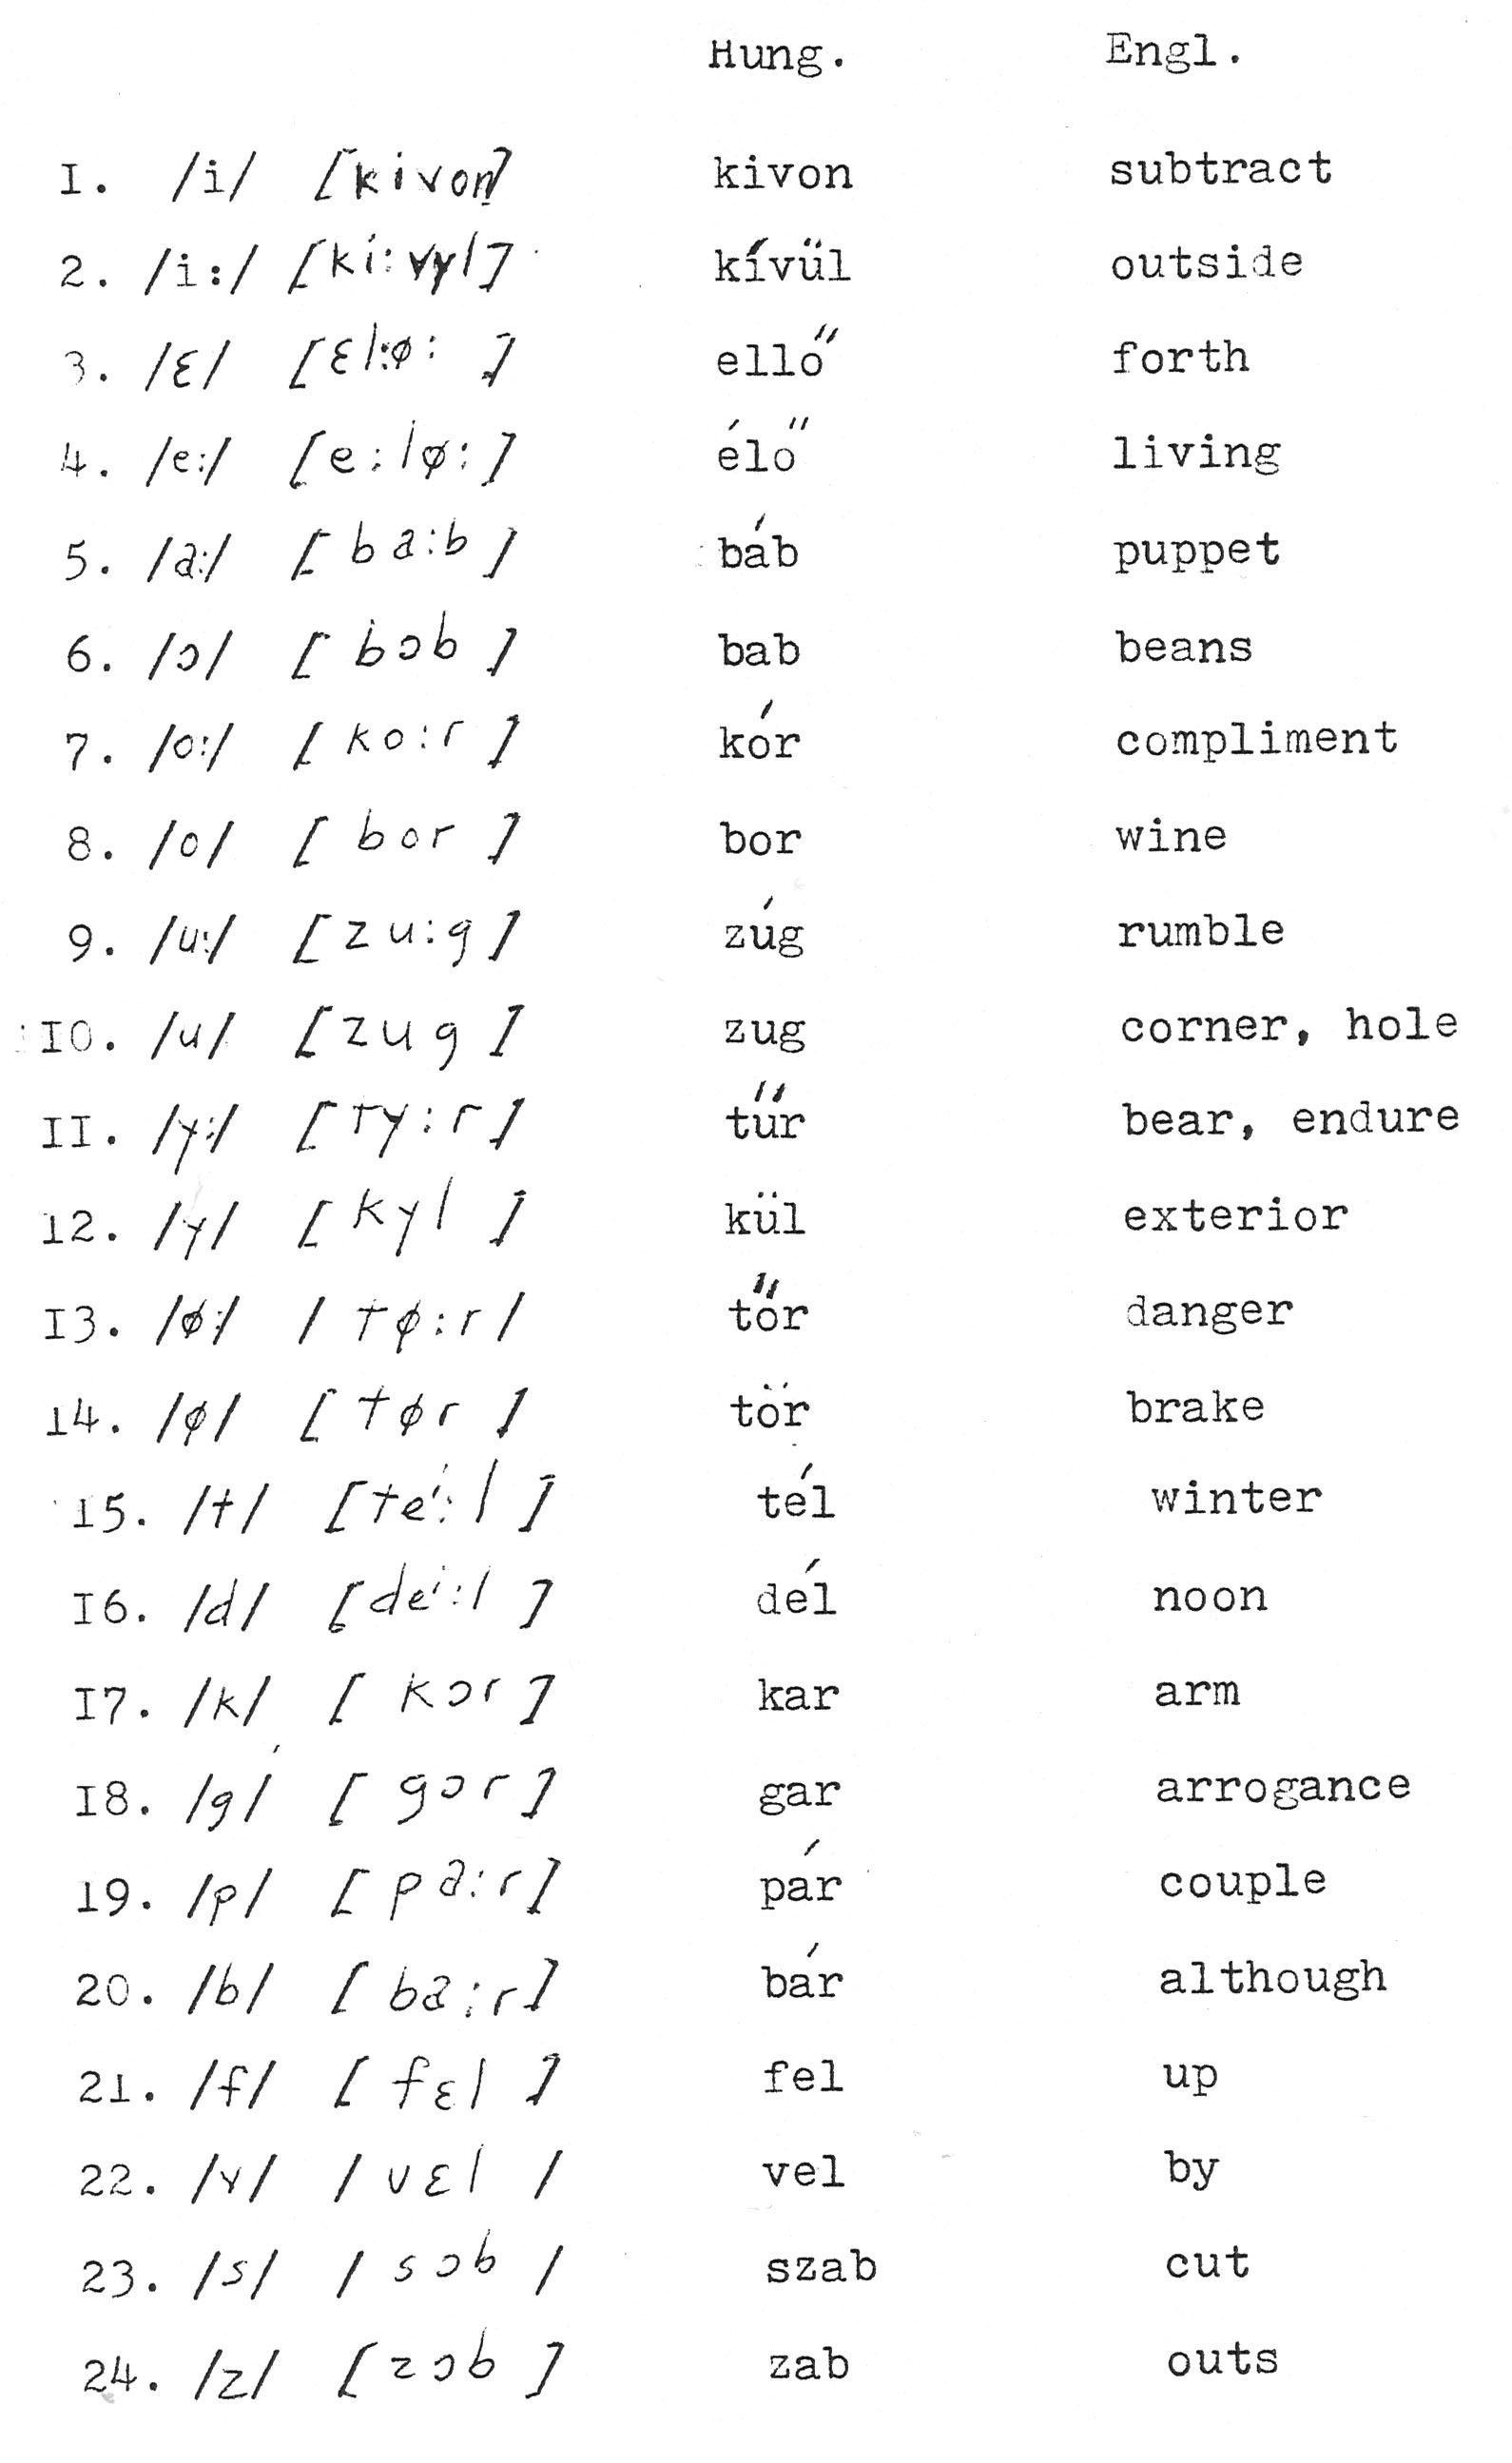 Hung. Engl.
I. /i/ [kivon] kivon subtract
2. /i:/ [ki:vyl] kívül outside
3. /ɛ/ [ɛl:ø: ] ellő forth
4. /e:/ [e:lø:] élő living
5. /a:/ [ba:b] báb puppet
6. /ɔ/ [bɔb] bab beans
7. /o:/ [ko:r] kór compliment
8. /o/ [bor] bor wine
9. /u:/ [zu:g] zúg rumble
IO. /u/ [zug] zug corner, hole
II. /y:/ [ty:r] tűr bear, endure
12. /y/ [kyl] kül exterior
I3. /ø:/ /tø:r/ tőr danger
14. /ø/ [tør] tör brake
15. /t/ [té:l] tél winter
I6. /d/ [dé:l] dél noon
I7. /k/ [kɔr] kar arm
I8. /g/ [gɔr] gar arrogance
19. /p/ [pa:r] pár couple
20. /b/ [ba:r] bár although
21. /f/ [fɛl] fel up
22. /v/ /vɛl/ vel by
23. /s/ /sɔb/ szab cut
24. /z/ [zɔb] zab outs